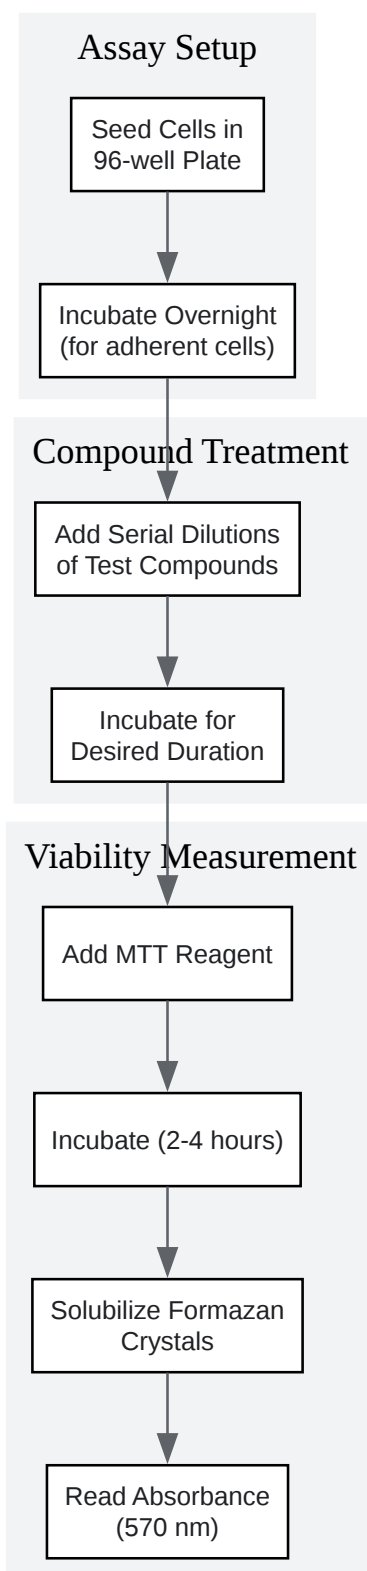 Assay Setup
Seed Cells in
96-well Plate
Incubate Overnight
(for adherent cells)
Compound Treatment
Add Serial Dilutions
of Test Compounds
Incubate for
Desired Duration
Viability Measurement
Add MTT Reagent
Incubate (2-4 hours)
Solubilize Formazan
Crystals
Read Absorbance
(570 nm)